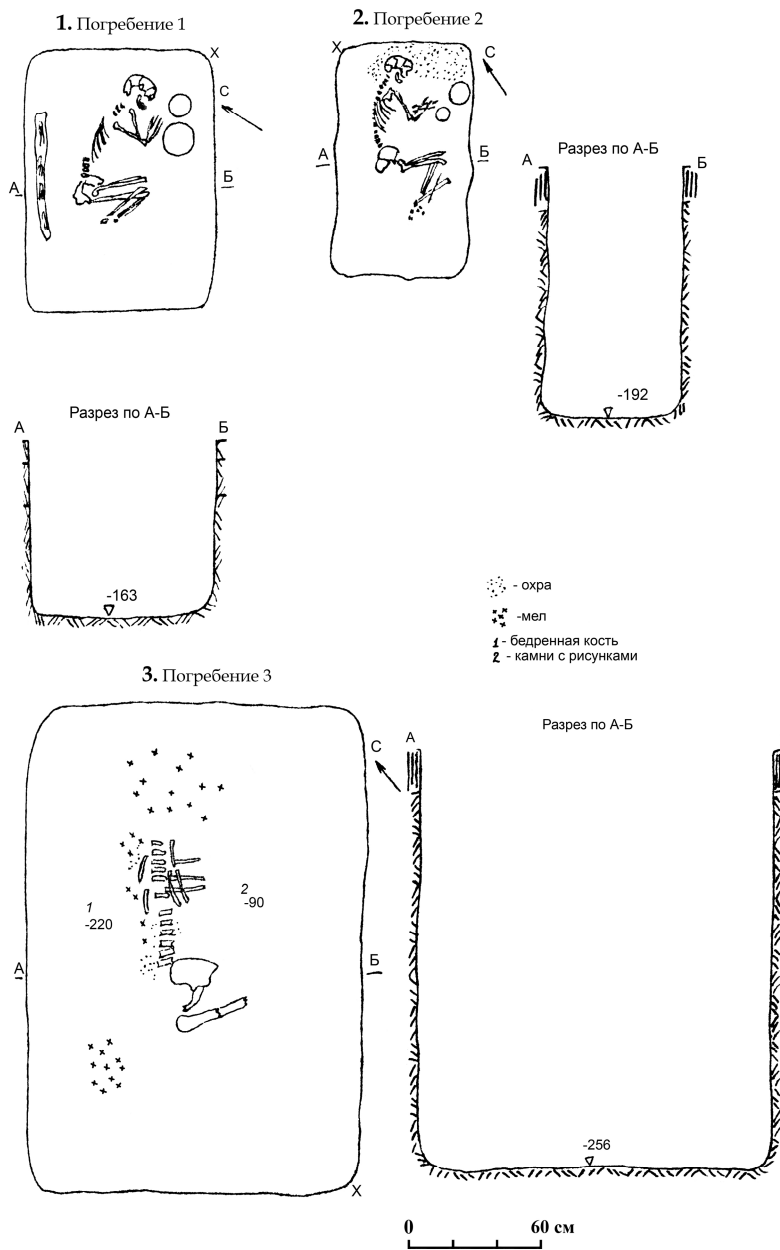 1. Погребение 1
Х
С
А
Б
2. Погребение 2
Х
С
А
Б
Разрез по А-Б
А
Б
-192
Разрез по А-Б
А
Б
-163
- охра
-мел
1 - бедренная кость
2 - камни с рисунками
3. Погребение 3
С
1
-220
2
-90
А
Б
Х
Разрез по А-Б
А
-256
0 60 см